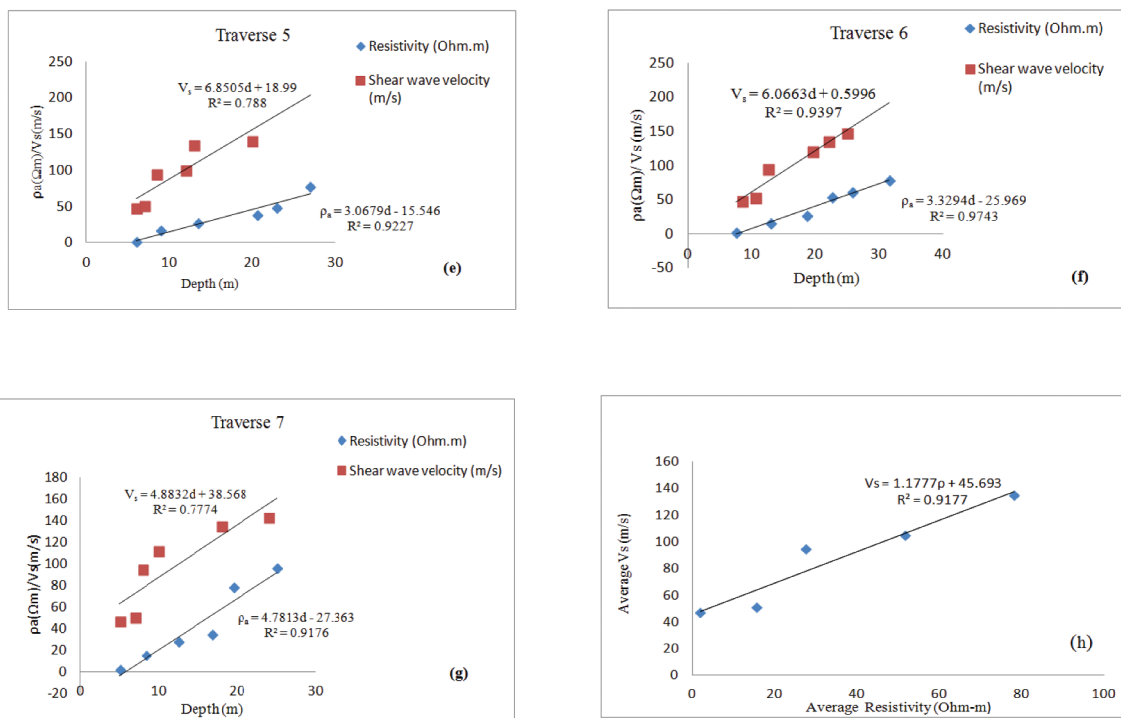 Traverse 5
Resistivity (Ohm.m)
Shear wave velocity
(m/s)
250
200
150
100
50
0
Vs = 6.8505d + 18.99
R² = 0.788
ρa = 3.0679d - 15.546
R² = 0.9227
ρa(Ωm)/Vs(m/s)
0 10 20 30
Depth (m)
(e)
Traverse 6
Resistivity (Ohm.m)
Shear wave velocity
(m/s)
250
200
150
100
50
0
-50
Vs = 6.0663d + 0.5996
R² = 0.9397
ρa = 3.3294d - 25.969
R² = 0.9743
ρa(Ωm)/ Vs (m/s)
0 10 20 30 40
Depth (m)
(f)
Traverse 7
Resistivity (Ohm.m)
Shear wave velocity (m/s)
180
160
140
120
100
80
60
40
20
0
-20
Vs = 4.8832d + 38.568
R² = 0.7774
ρa = 4.7813d - 27.363
R² = 0.9176
ρa(Ωm)/Vs(m/s)
0 10 20 30
Depth (m)
(g)
160
140
120
100
80
60
40
20
0
Vs = 1.1777ρ + 45.693
R² = 0.9177
Average Vs (m/s)
(h)
0 20 40 60 80 100
Average Resistivity (Ohm-m)